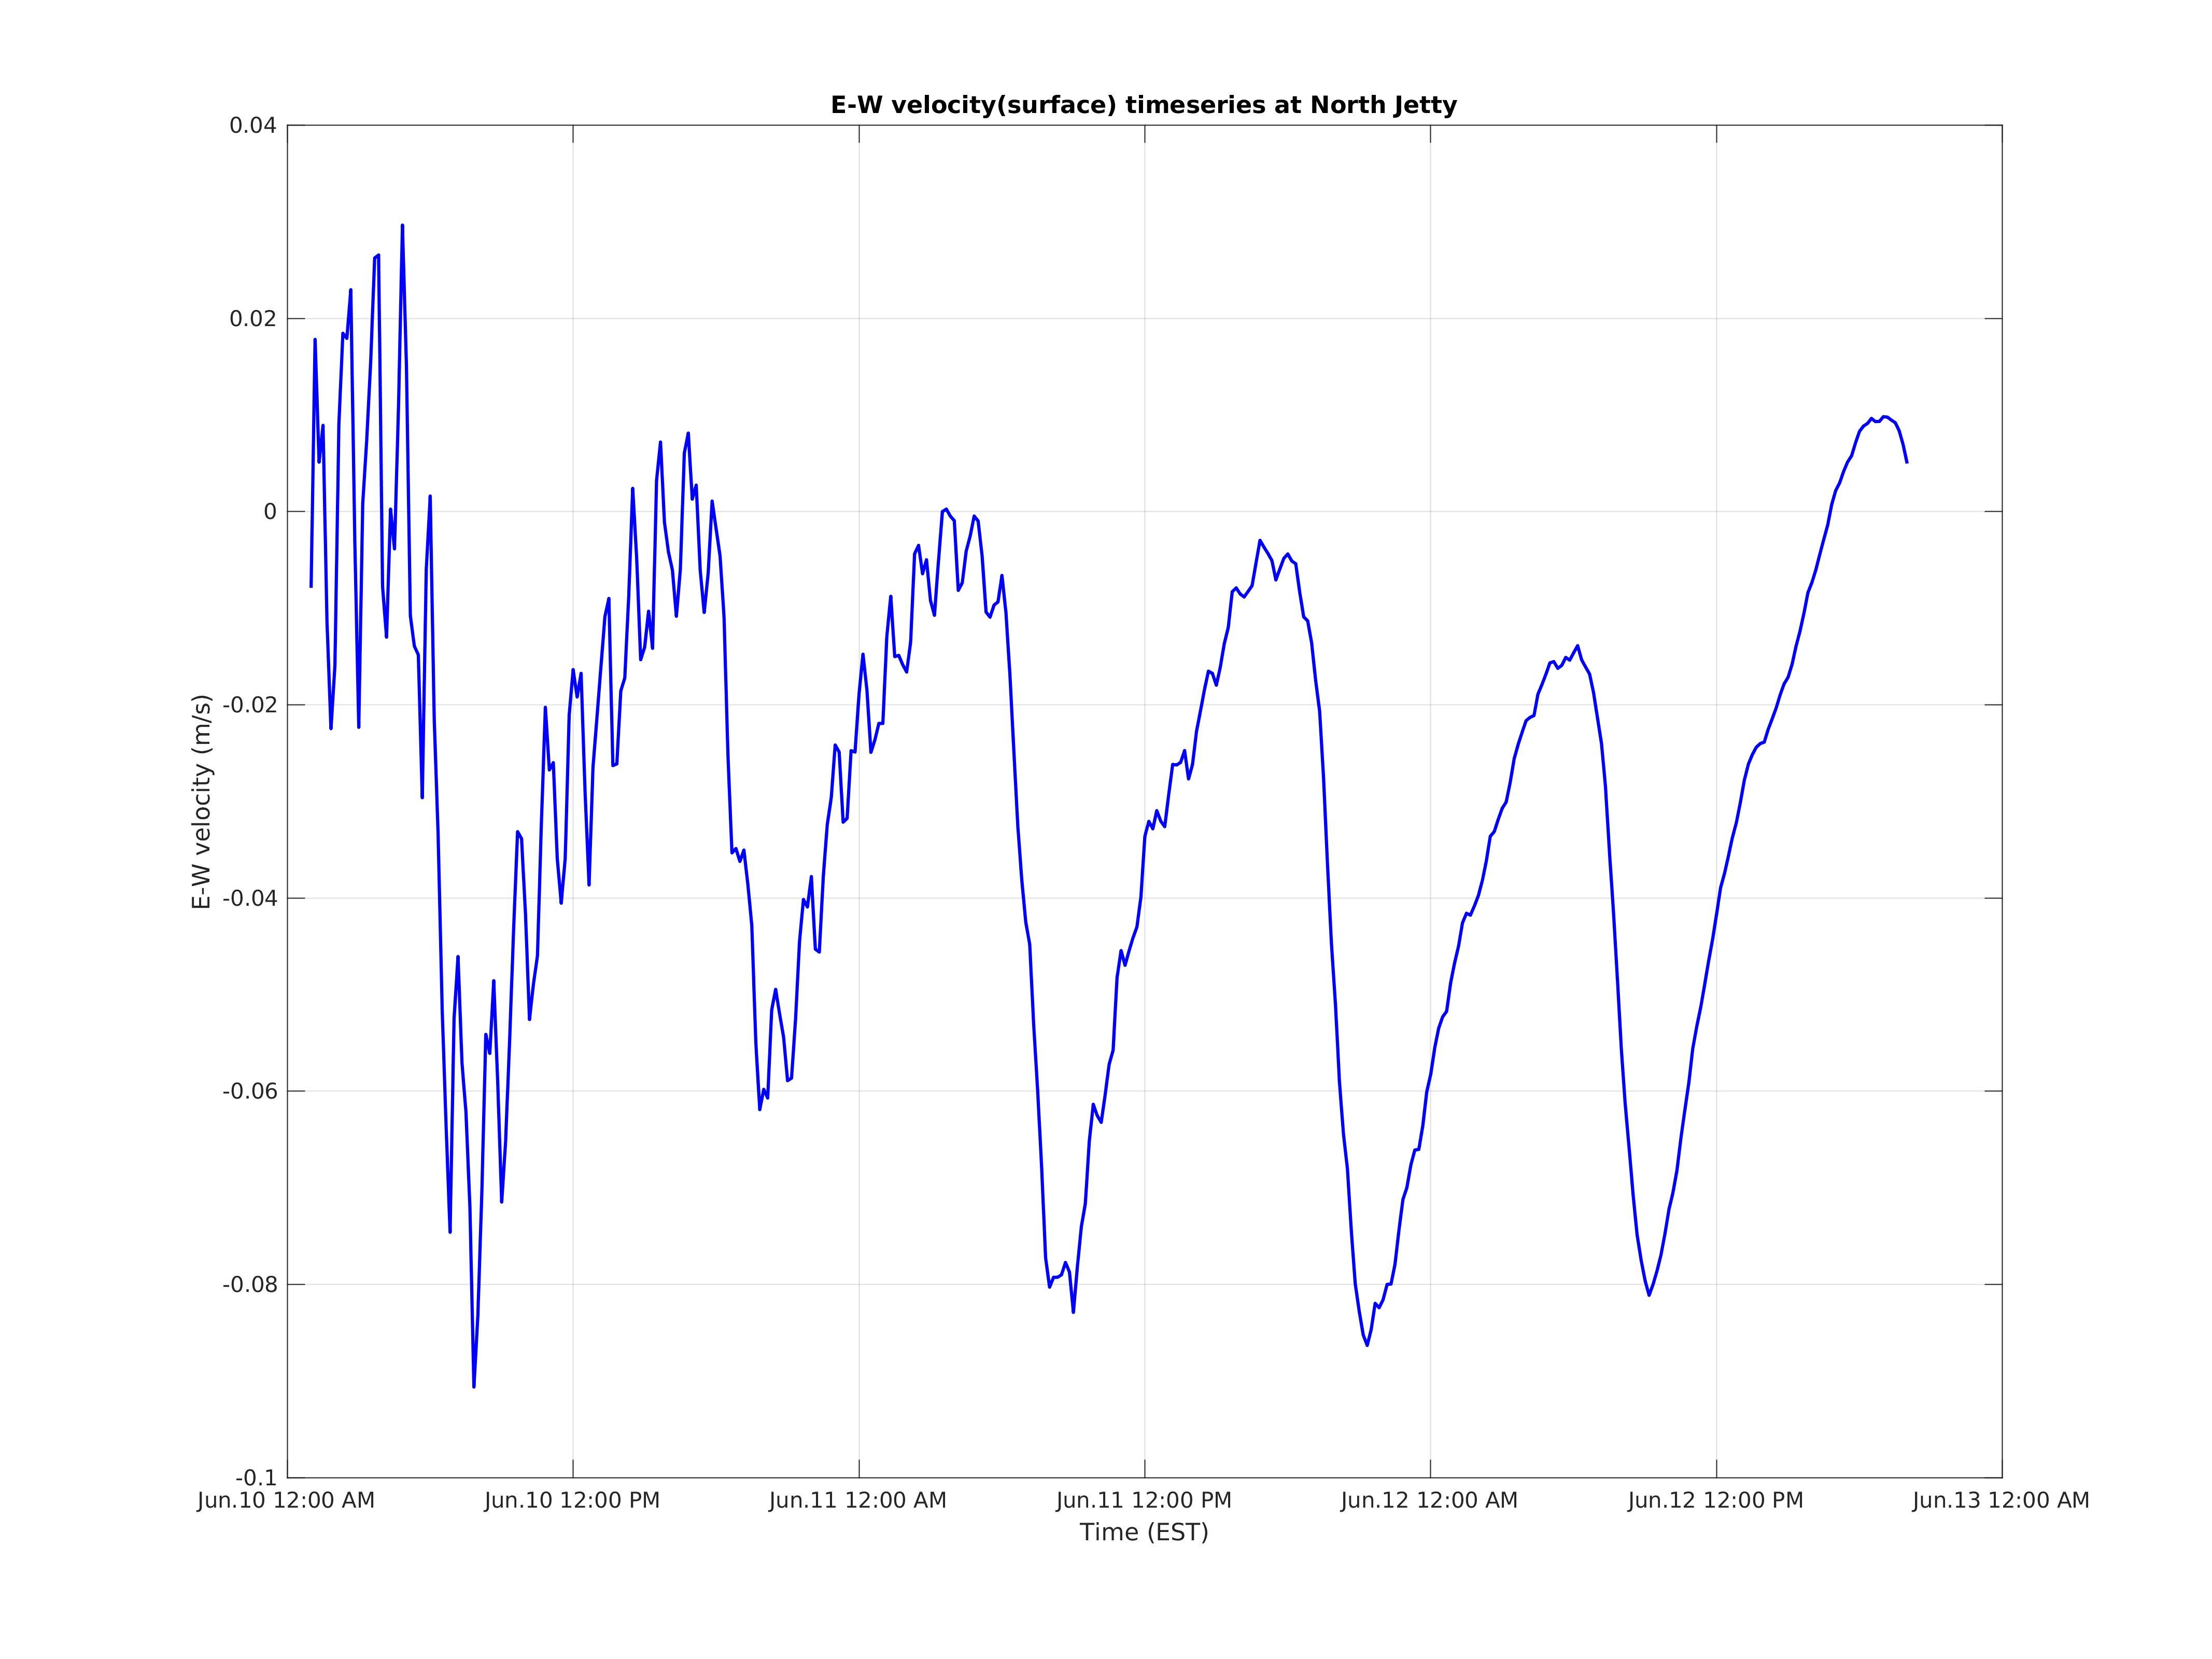 E-W velocity(surface) timeseries at North Jetty
0.04
0.02
0
-0.02
-0.04
-0.06
-0.08
-0.1
E-W velocity (m/s)
Jun.10 12:00 AM Jun.10 12:00 PM Jun.11 12:00 AM Jun.11 12:00 PM Jun.12 12:00 AM Jun.12 12:00 PM Jun.13 12:00 AM
Time (EST)